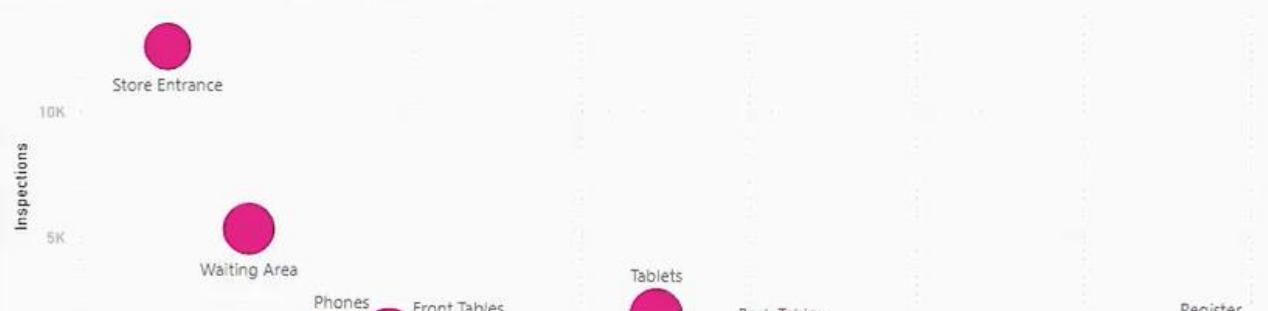 Store Entrance
10K
Inspections
5K
Waiting Area
Tablets
Phones
Front Tables
Register